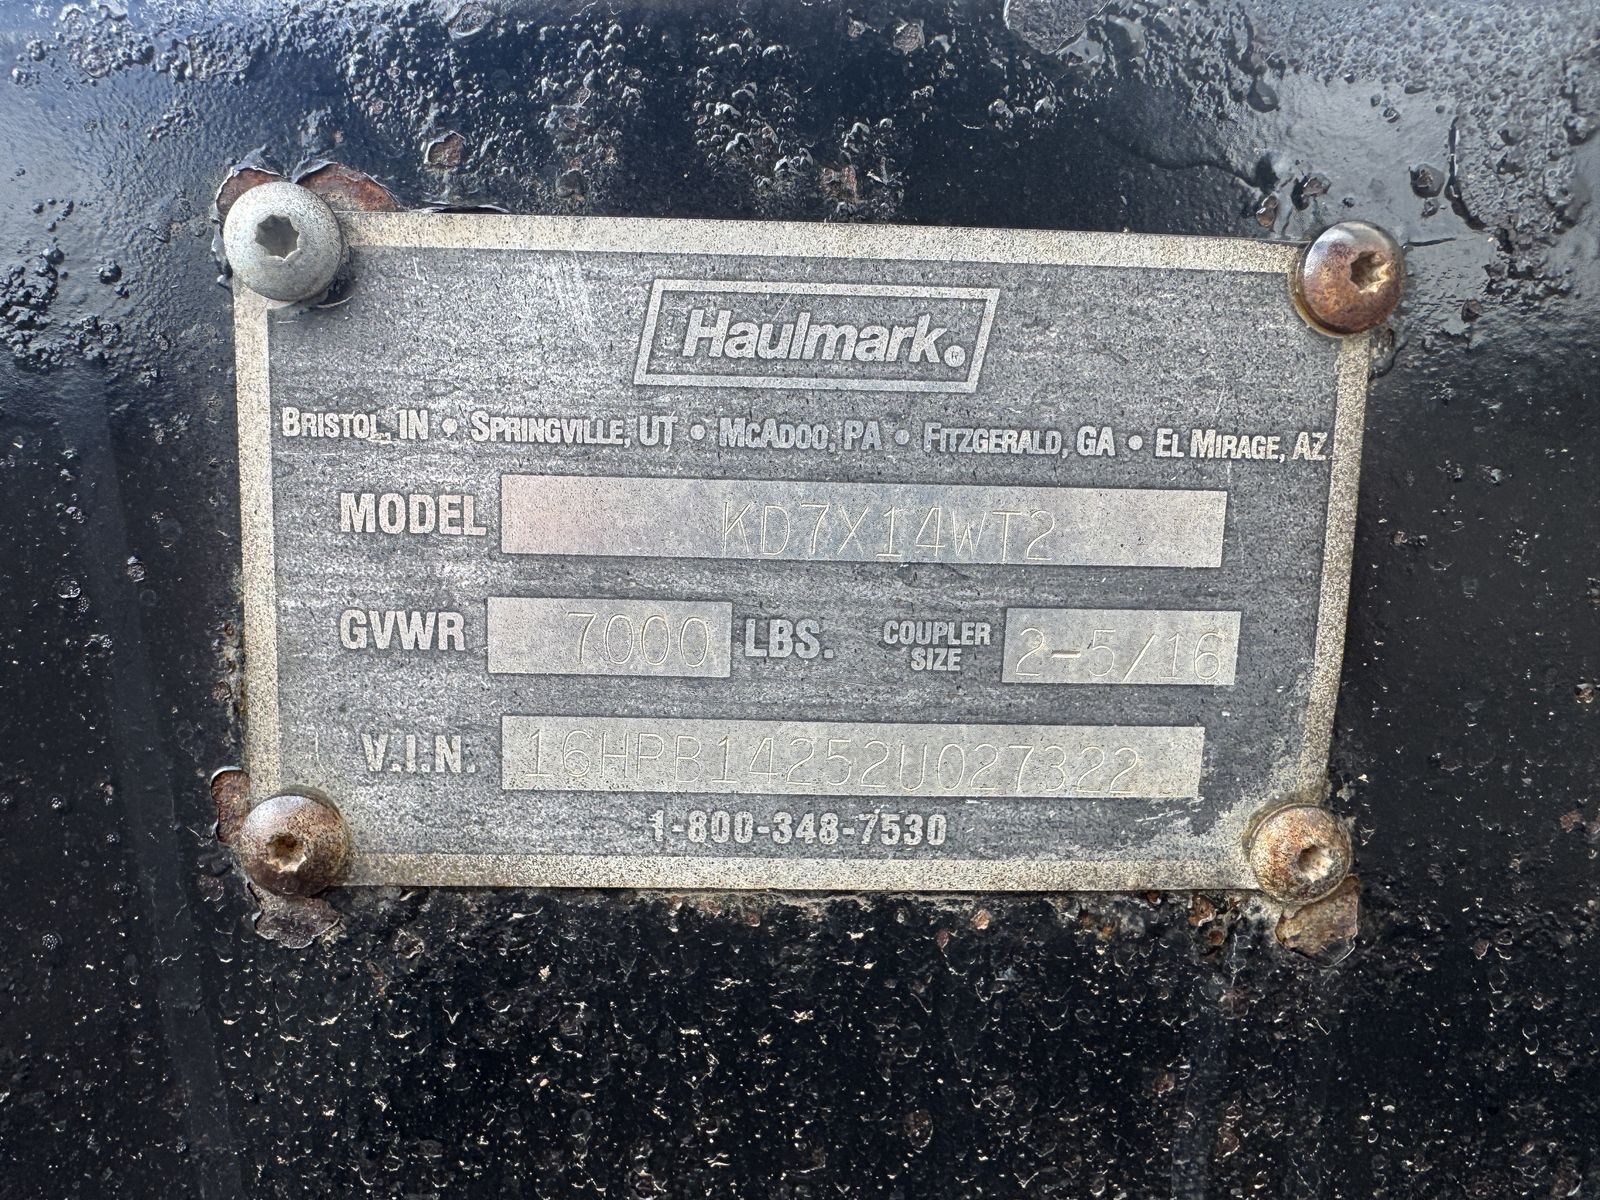 Haulmark®
BRISTOL, IN • SPRINGVILLE, UT • MCADOO, PA • FITZGERALD, GA • EL MIRAGE, AZ
MODEL KD7X14WT2
GVWR 7000 LBS. COUPLER SIZE 2-5/16
V.I.N. 16HPB14252U027322
1-800-348-7530